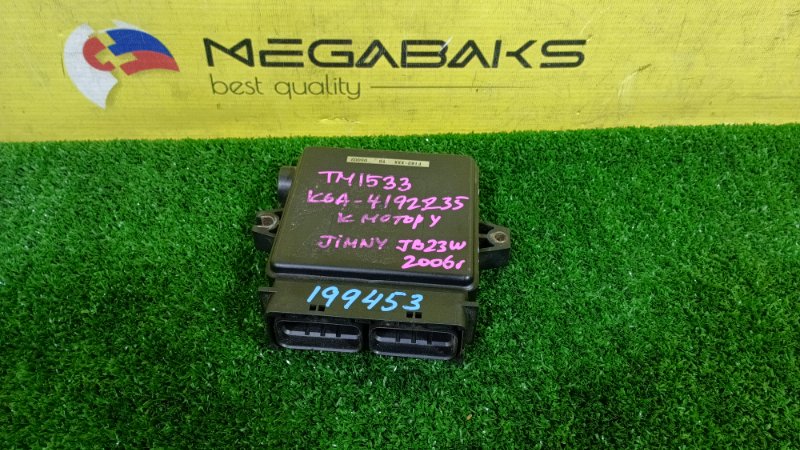 MEGABAKS
best quality
TM1533
K6A-4192235
К МОТОРУ
JIMNY JB23W
2006г
199453